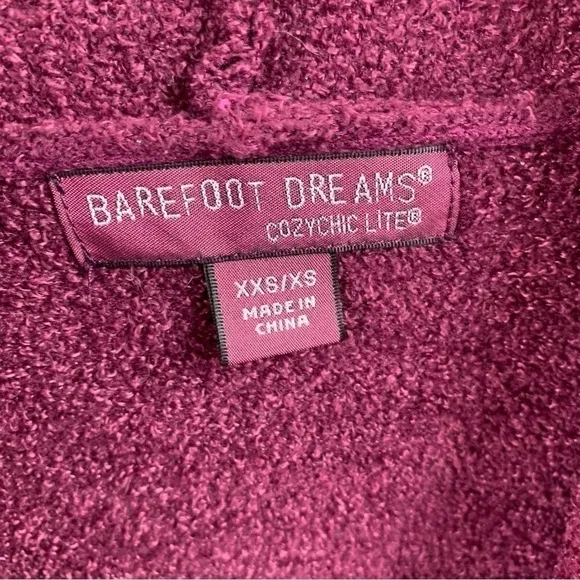 BAREFOOT DREAMS®
COZYCHIC LITE®
XXS/XS
MADE IN
CHINA